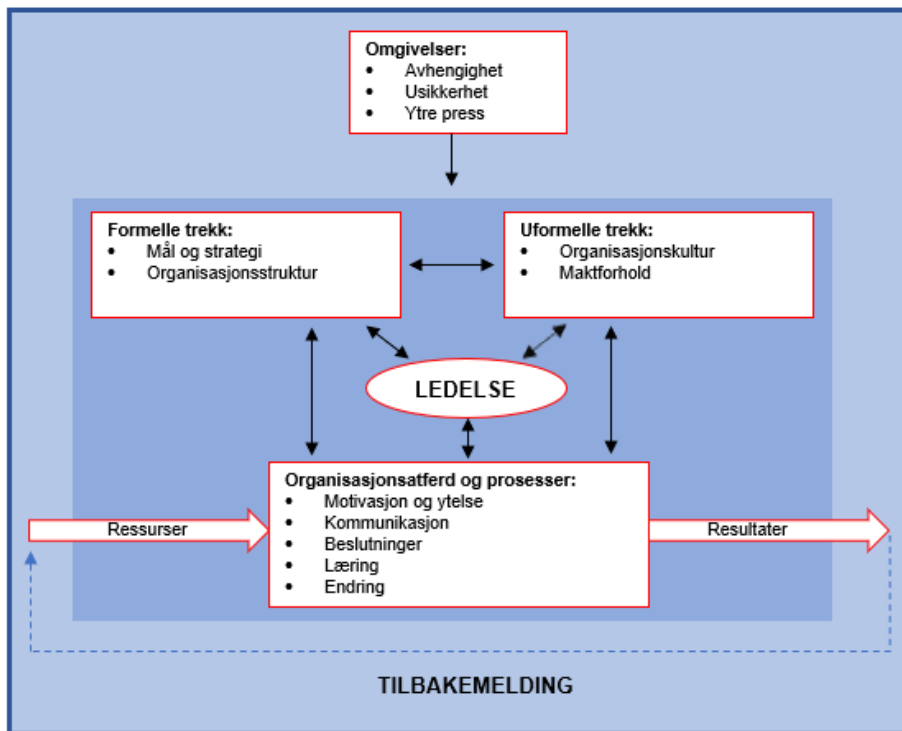 Omgivelser:
• Avhengighet
• Usikkerhet
• Ytre press
Formelle trekk:
• Mål og strategi
• Organisasjonsstruktur
Uformelle trekk:
• Organisasjonskultur
• Maktforhold
LEDELSE
Organisasjonsatferd og prosesser:
• Motivasjon og ytelse
• Kommunikasjon
• Beslutninger
• Læring
• Endring
Ressurser
Resultater
TILBAKEMELDING